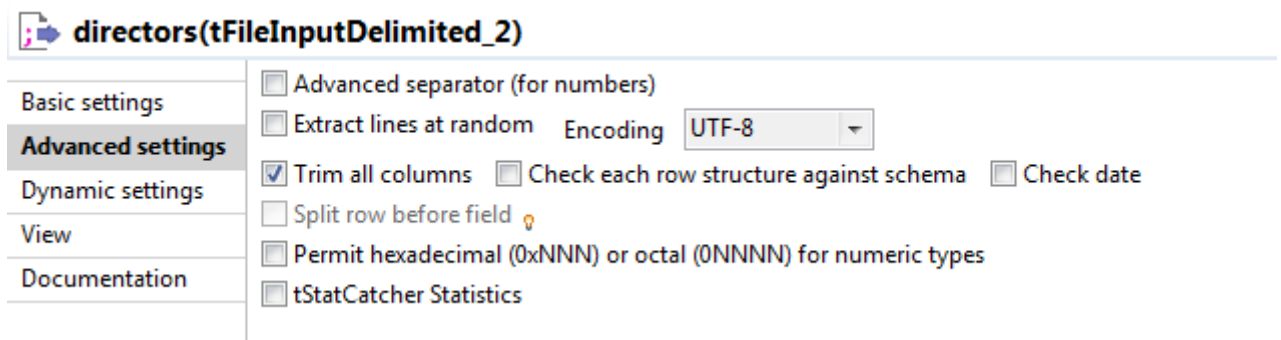 directors(tFileInputDelimited_2)
Basic settings
Advanced settings
Dynamic settings
View
Documentation
Advanced separator (for numbers)
Extract lines at random Encoding UTF-8
Trim all columns Check each row structure against schema Check date
Split row before field
Permit hexadecimal (0xNNN) or octal (0NNNN) for numeric types
tStatCatcher Statistics